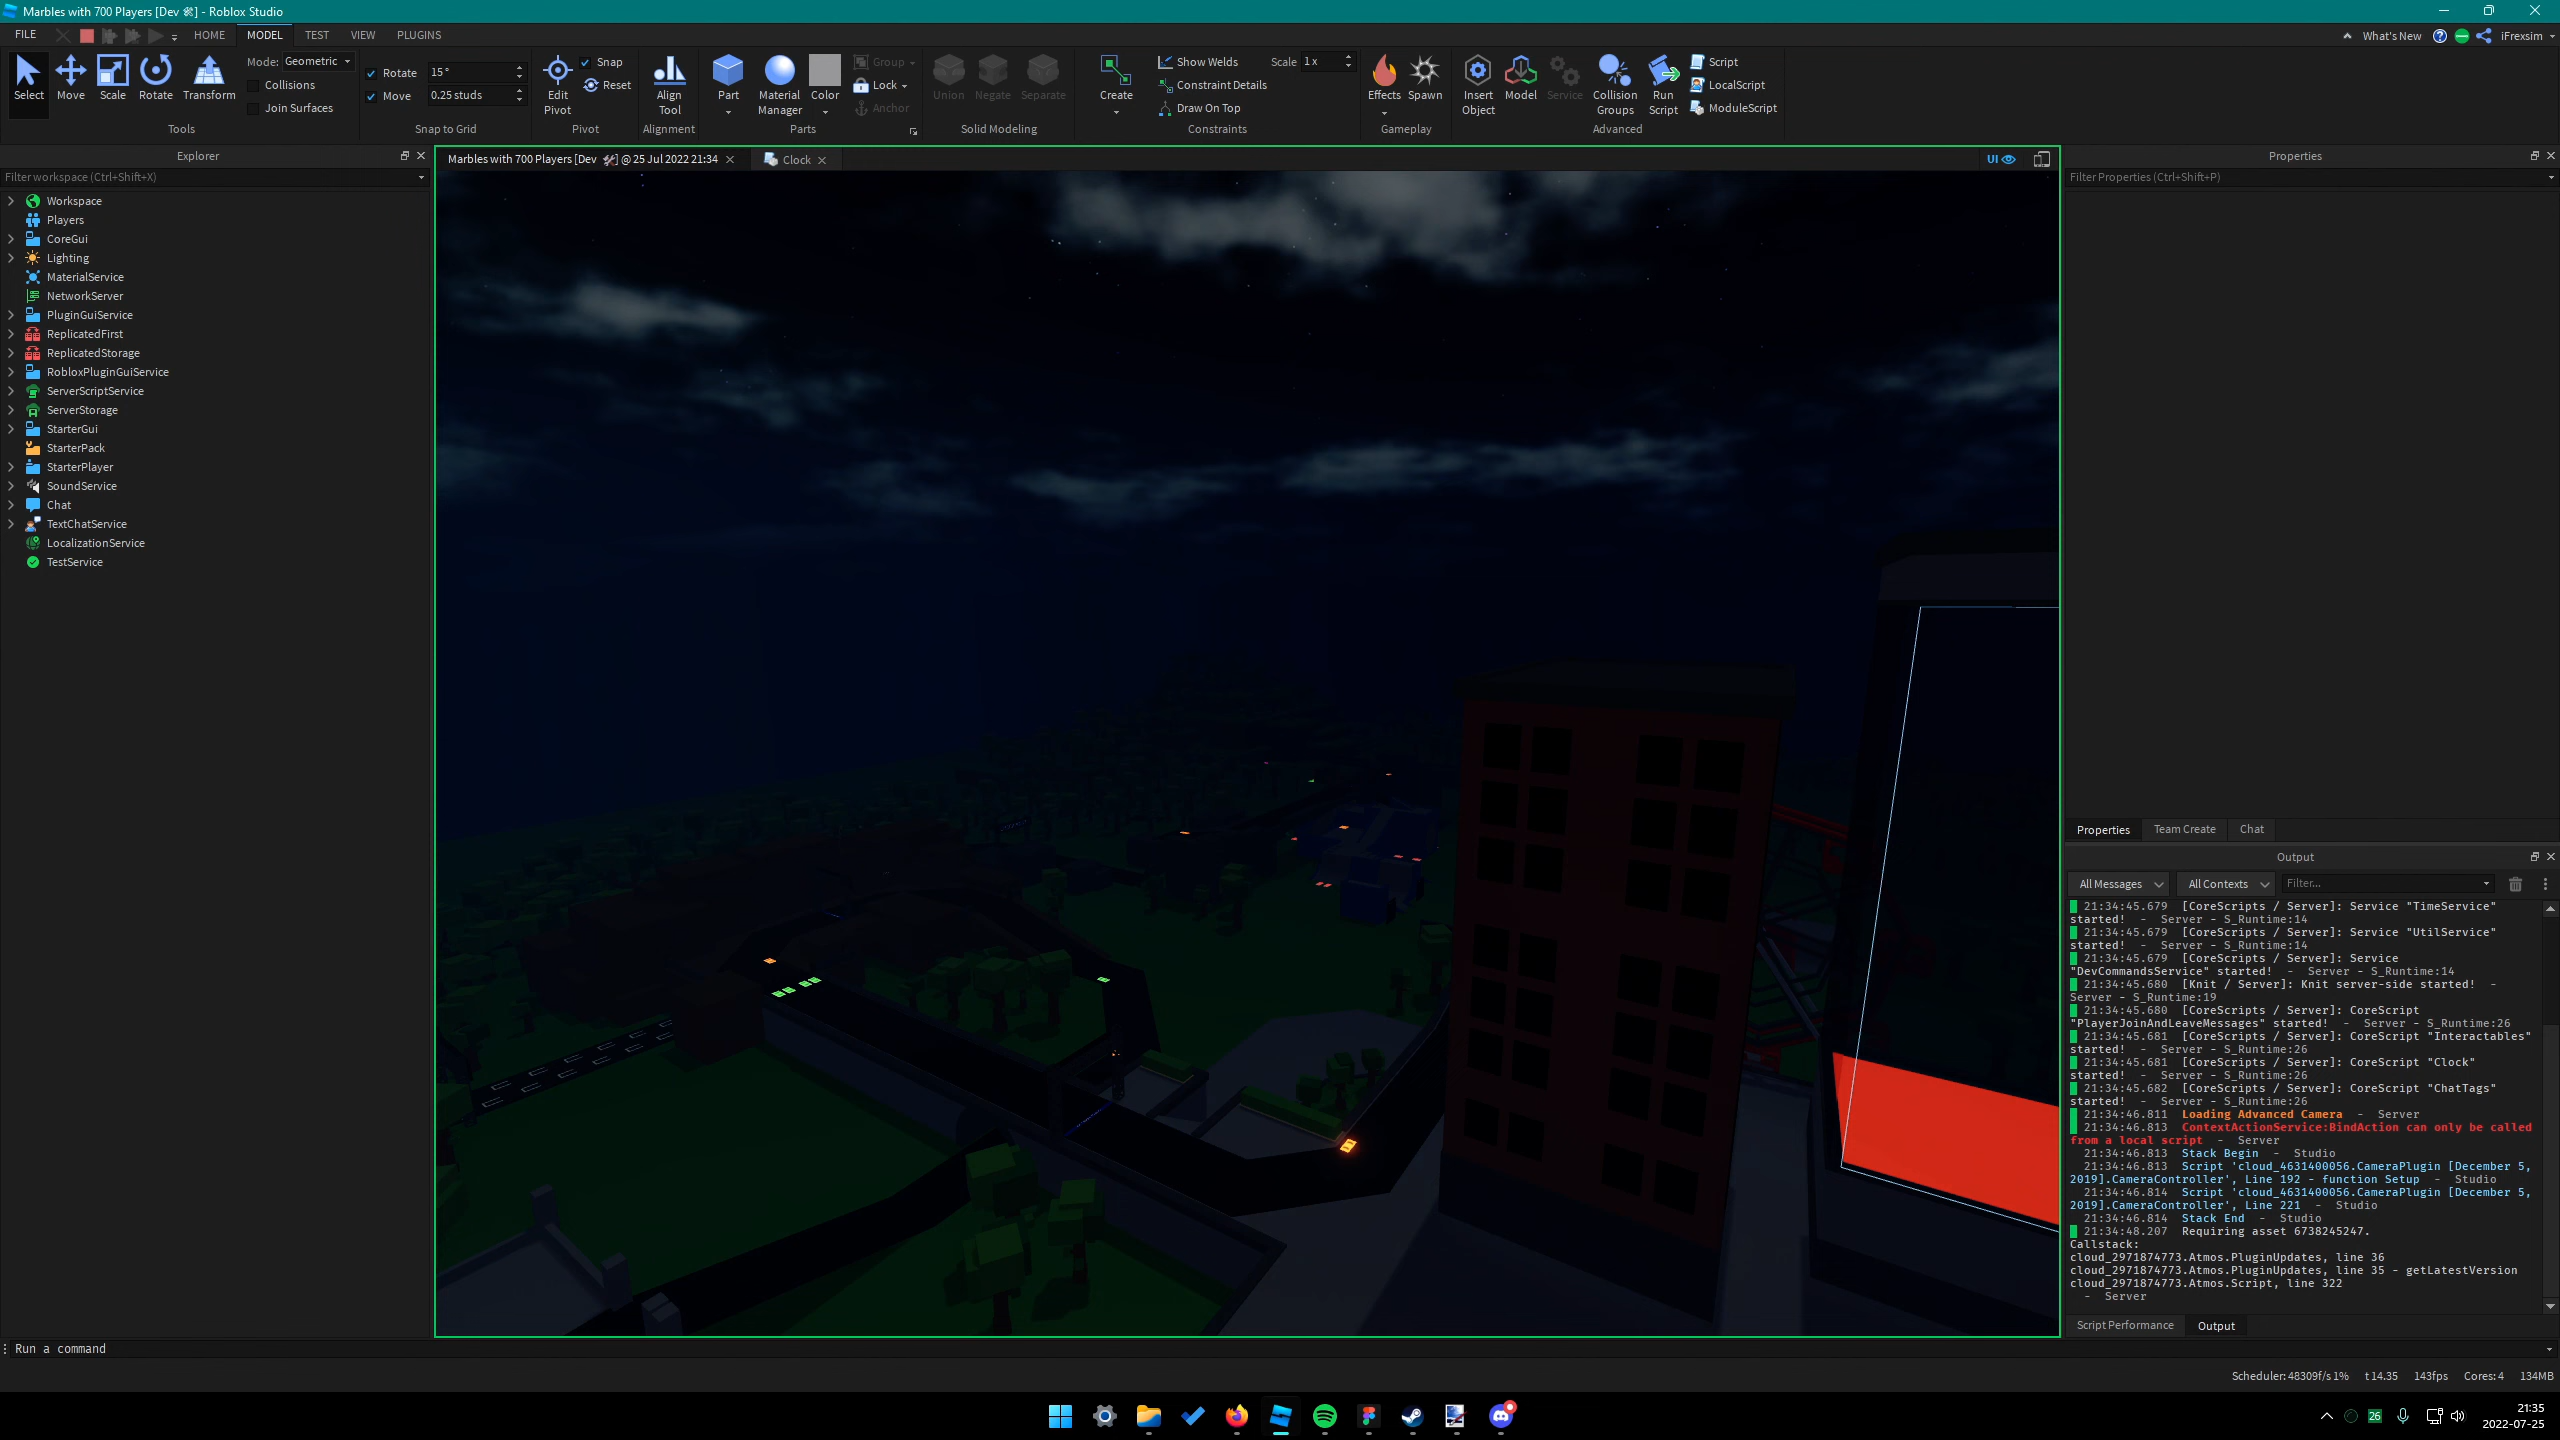 Marbles with 700 Players [Dev 🛠] - Roblox Studio
FILE
HOME
MODEL
TEST
VIEW
PLUGINS
What's New
iFrexsim
Select
Move
Scale
Rotate
Transform
Mode: Geometric
Collisions
Join Surfaces
Tools
Rotate 15°
Move 0.25 studs
Snap to Grid
Edit Pivot
Snap
Reset
Pivot
Align Tool
Alignment
Part
Material Manager
Color
Group
Lock
Anchor
Parts
Union
Negate
Separate
Solid Modeling
Create
Show Welds
Constraint Details
Draw On Top
Scale 1x
Constraints
Effects
Spawn
Gameplay
Insert Object
Model
Service
Collision Groups
Run Script
Script
LocalScript
ModuleScript
Advanced
Explorer
Filter workspace (Ctrl+Shift+X)
Workspace
Players
CoreGui
Lighting
MaterialService
NetworkServer
PluginGuiService
ReplicatedFirst
ReplicatedStorage
RobloxPluginGuiService
ServerScriptService
ServerStorage
StarterGui
StarterPack
StarterPlayer
SoundService
Chat
TextChatService
LocalizationService
TestService
Marbles with 700 Players [Dev 🛠] @ 25 Jul 2022 21:34
Clock
UI
Properties
Filter Properties (Ctrl+Shift+P)
Properties
Team Create
Chat
Output
All Messages
All Contexts
Filter...
21:34:45.679 [CoreScripts / Server]: Service "TimeService"
started! - Server - S_Runtime:14
21:34:45.679 [CoreScripts / Server]: Service "UtilService"
started! - Server - S_Runtime:14
21:34:45.679 [CoreScripts / Server]: Service
"DevCommandsService" started! - Server - S_Runtime:14
21:34:45.680 [Knit / Server]: Knit server-side started! -
Server - S_Runtime:19
21:34:45.680 [CoreScripts / Server]: CoreScript
"PlayerJoinAndLeaveMessages" started! - Server - S_Runtime:26
21:34:45.681 [CoreScripts / Server]: CoreScript "Interactables"
started! - Server - S_Runtime:26
21:34:45.681 [CoreScripts / Server]: CoreScript "Clock"
started! - Server - S_Runtime:26
21:34:45.682 [CoreScripts / Server]: CoreScript "ChatTags"
started! - Server - S_Runtime:26
21:34:46.811 Loading Advanced Camera - Server
21:34:46.813 ContextActionService:BindAction can only be called
from a local script - Server
21:34:46.813 Stack Begin - Studio
21:34:46.813 Script 'cloud_4631400056.CameraPlugin [December 5,
2019].CameraController', Line 192 - function Setup - Studio
21:34:46.814 Script 'cloud_4631400056.CameraPlugin [December 5,
2019].CameraController', Line 221 - Studio
21:34:46.814 Stack End - Studio
21:34:48.207 Requiring asset 6738245247.
Callstack:
cloud_2971874773.Atmos.PluginUpdates, line 36
cloud_2971874773.Atmos.PluginUpdates, line 35 - getLatestVersion
cloud_2971874773.Atmos.Script, line 322
- Server
Script Performance
Output
Run a command
Scheduler: 48309f/s 1%
t 14.35
143fps
Cores: 4
134MB
26
21:35
2022-07-25